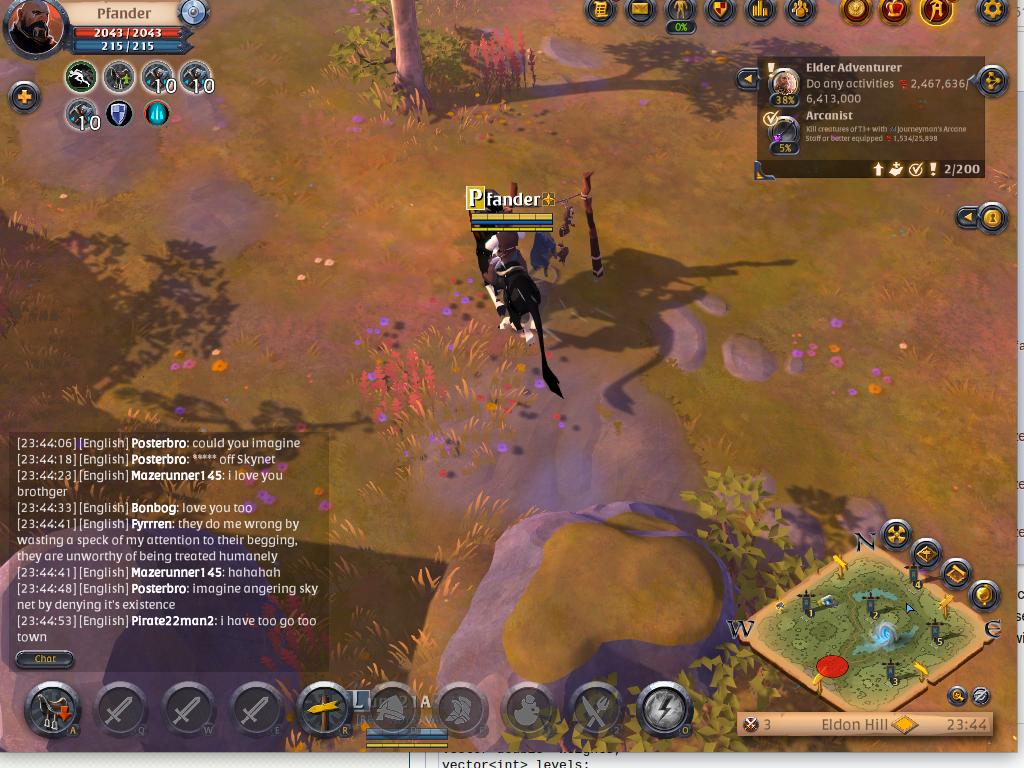 Pfander
2043 / 2043
215 / 215
0%
10
10
10
Elder Adventurer
Do any activities 2,467,636/
6,413,000
38%
Arcanist
Kill creatures of T3+ with Journeyman's Arcane
Staff or better equipped 1,534/25,898
5%
2/200
Pfander
[23:44:06] [English] Posterbro: could you imagine
[23:44:18] [English] Posterbro: ***** off Skynet
[23:44:23] [English] Mazerunner145: i love you
brothger
[23:44:33] [English] Bonbog: love you too
[23:44:41] [English] Fyrrren: they do me wrong by
wasting a speck of my attention to their begging,
they are unworthy of being treated humanely
[23:44:41] [English] Mazerunner145: hahahah
[23:44:48] [English] Posterbro: imagine angering sky
net by denying it's existence
[23:44:53] [English] Pirate22man2: i have too go too
town
Chat
N
W
E
1
2
3
4
5
A
Q
W
E
R
O
3
Eldon Hill
23:44
vector<int> levels;